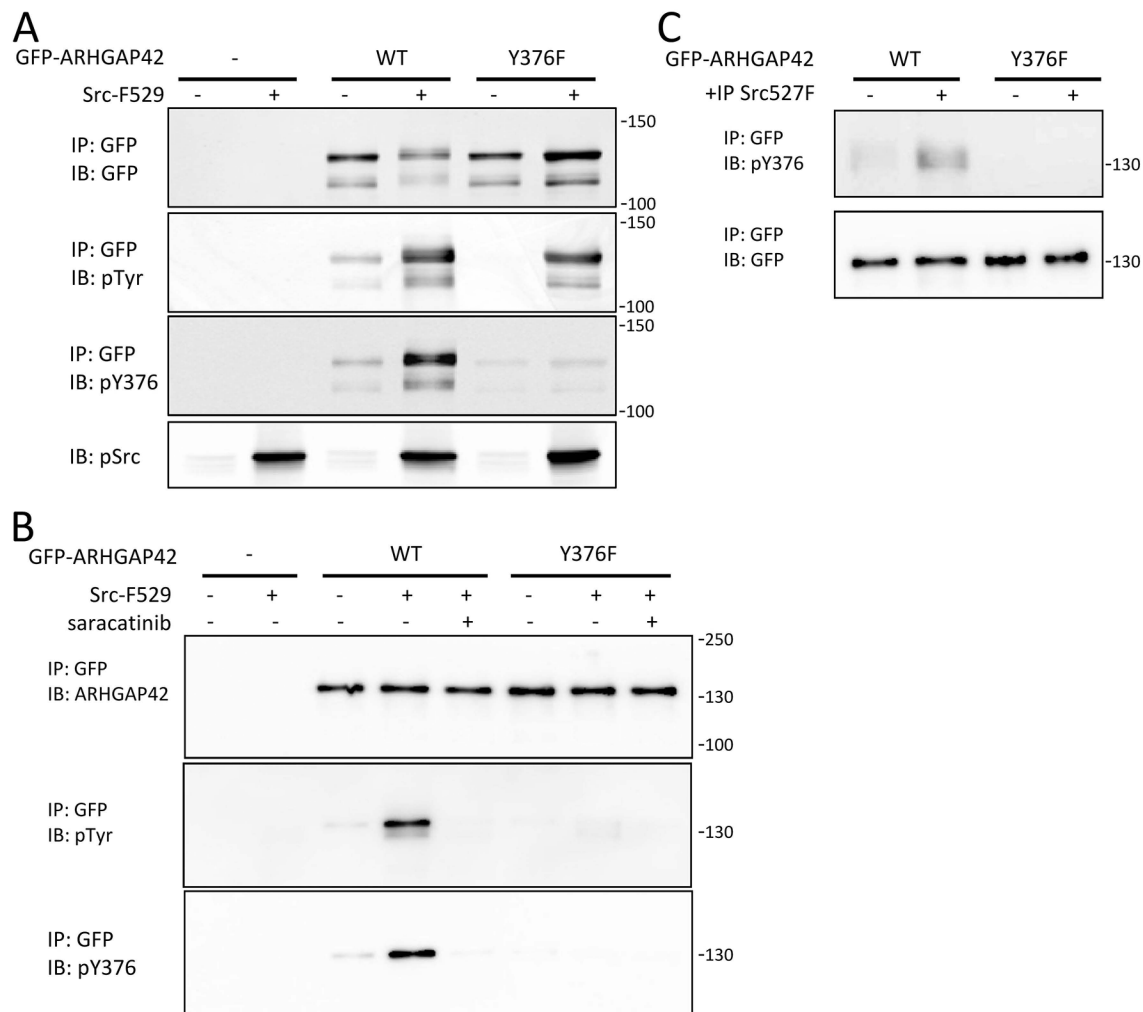 A
GFP-ARHGAP42 - WT Y376F
Src-F529 - + - + - +
IP: GFP
IB: GFP
-150
-100
IP: GFP
IB: pTyr
-150
-100
IP: GFP
IB: pY376
-150
-100
IB: pSrc
C
GFP-ARHGAP42 WT Y376F
+IP Src527F - + - +
IP: GFP
IB: pY376
-130
IP: GFP
IB: GFP
-130
B
GFP-ARHGAP42 - WT Y376F
Src-F529 - + - + + - + +
saracatinib - - - - + - - +
IP: GFP
IB: ARHGAP42
-250
-130
-100
IP: GFP
IB: pTyr
-130
IP: GFP
IB: pY376
-130